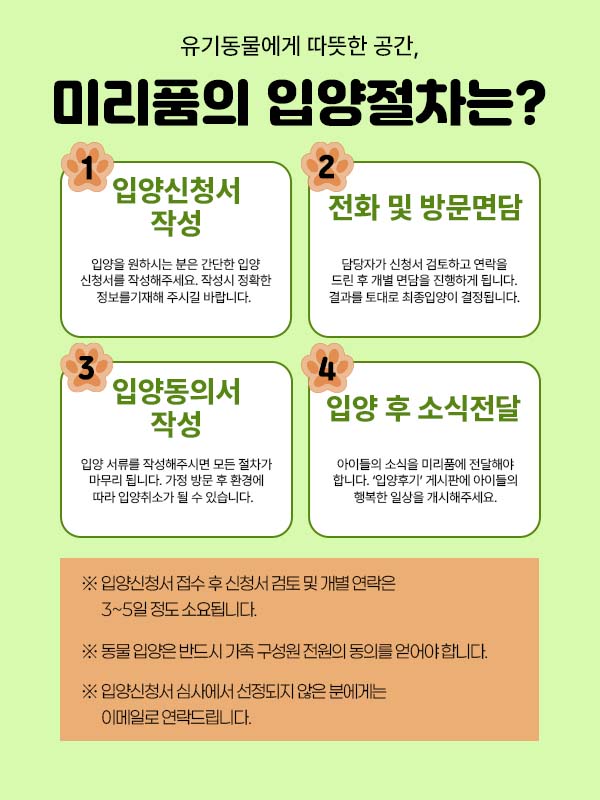 유기동물에게 따뜻한 공간,
미리품의 입양절차는?
1
입양신청서
작성
입양을 원하시는 분은 간단한 입양
신청서를 작성해주세요. 작성시 정확한
정보를기재해 주시길 바랍니다.
2
전화 및 방문면담
담당자가 신청서 검토하고 연락을
드린 후 개별 면담을 진행하게 됩니다.
결과를 토대로 최종입양이 결정됩니다.
3
입양동의서
작성
입양 서류를 작성해주시면 모든 절차가
마무리 됩니다. 가정 방문 후 환경에
따라 입양취소가 될 수 있습니다.
4
입양 후 소식전달
아이들의 소식을 미리품에 전달해야
합니다. ‘입양후기’ 게시판에 아이들의
행복한 일상을 개시해주세요.
※ 입양신청서 접수 후 신청서 검토 및 개별 연락은
3~5일 정도 소요됩니다.
※ 동물 입양은 반드시 가족 구성원 전원의 동의를 얻어야 합니다.
※ 입양신청서 심사에서 선정되지 않은 분에게는
이메일로 연락드립니다.